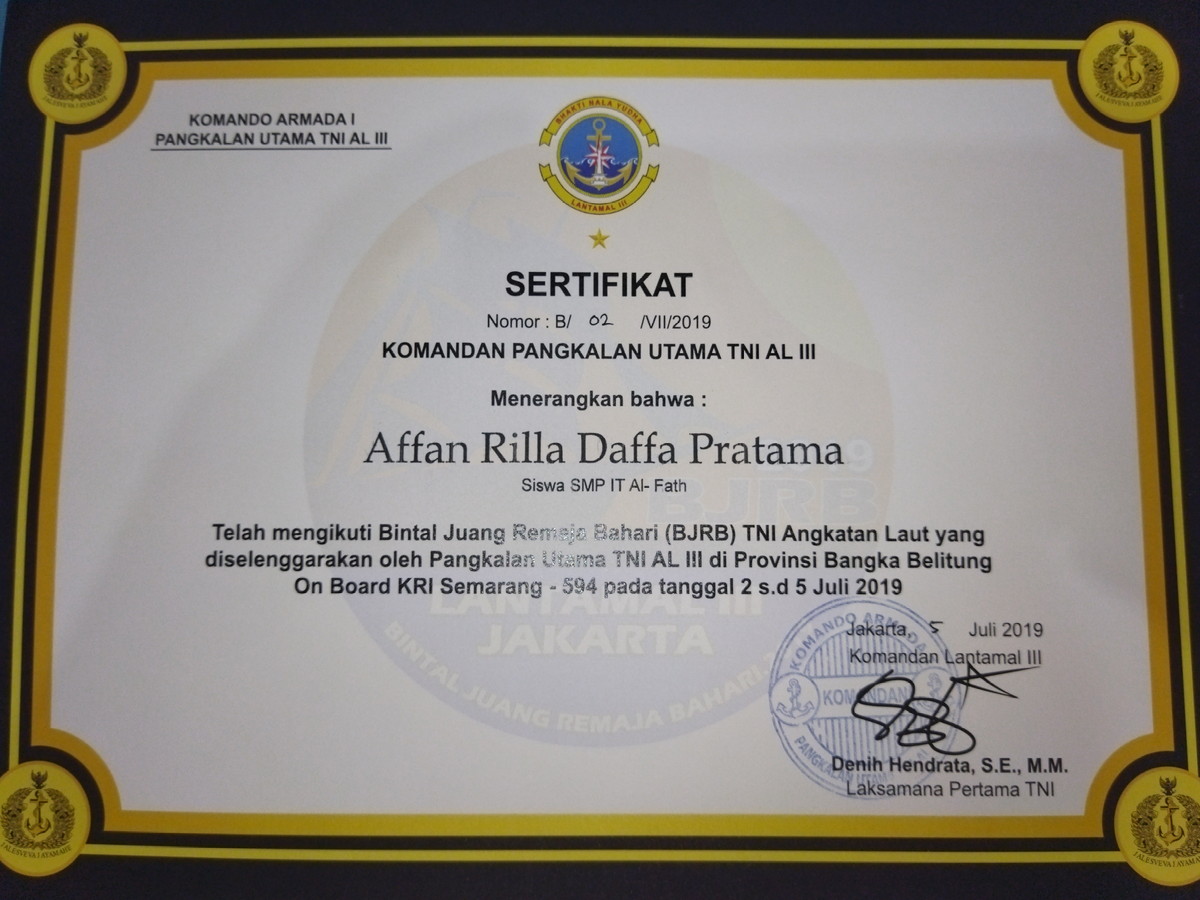 JALESVEVA JAYAMAHE
JALESVEVA JAYAMAHE
KOMANDO ARMADA I
PANGKALAN UTAMA TNI AL III
BHAKTI NALA YUDHA
LANTAMAL III
SERTIFIKAT
Nomor : B/ 02 /VII/2019
KOMANDAN PANGKALAN UTAMA TNI AL III
Menerangkan bahwa :
Affan Rilla Daffa Pratama
Siswa SMP IT Al- Fath
BJRB
Telah mengikuti Bintal Juang Remaja Bahari (BJRB) TNI Angkatan Laut yang
diselenggarakan oleh Pangkalan Utama TNI AL III di Provinsi Bangka Belitung
On Board KRI Semarang - 594 pada tanggal 2 s.d 5 Juli 2019
LANTAMAL III
JAKARTA
BINTAL JUANG REMAJA BAHARI
Jakarta, 5 Juli 2019
Komandan Lantamal III
KOMANDO ARMADA
KOMANDAN
PANGKALAN UTAMA
Denih Hendrata, S.E., M.M.
Laksamana Pertama TNI
JALESVEVA JAYAMAHE
JALESVEVA JAYAMAHE